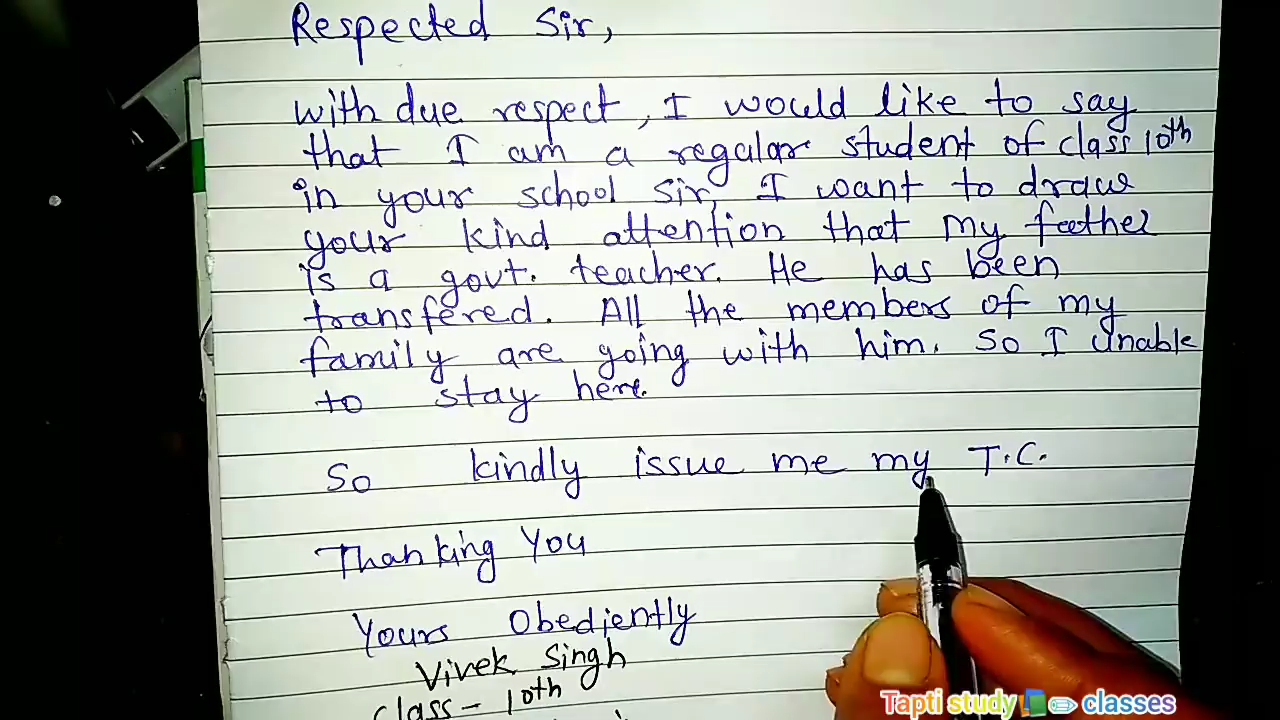 Respected Sir,
With due respect, I would like to say
that I am a regular student of class 10th
in your school sir, I want to draw
your kind attention that my father
is a govt. teacher. He has been
transfered. All the members of my
family are going with him. So I unable
to stay here.
So kindly issue me my T.C.
Thanking You
Yours Obediently
Vivek Singh
class - 10th
Tapti study classes